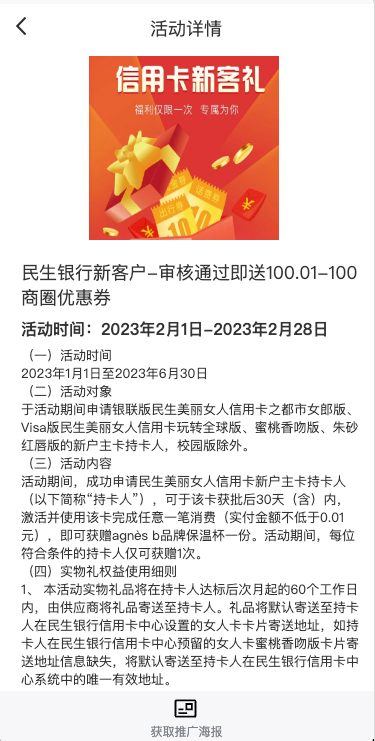 活动详情
信用卡新客礼
福利仅限一次 专属为你
民生银行新客户-审核通过即送100.01-100
商圈优惠券
活动时间：2023年2月1日-2023年2月28日
（一）活动时间
2023年1月1日至2023年6月30日
（二）活动对象
于活动期间申请银联版民生美丽女人信用卡之都市女郎版、
Visa版民生美丽女人信用卡玩转全球版、蜜桃香吻版、朱砂
红唇版的新户主卡持卡人，校园版除外。
（三）活动内容
活动期间，成功申请民生美丽女人信用卡新户主卡持卡人
（以下简称“持卡人”），可于该卡获批后30天（含）内，
激活并使用该卡完成任意一笔消费（实付金额不低于0.01
元），即可获赠agnès b品牌保温杯一份。活动期间，每位
符合条件的持卡人仅可获赠1次。
（四）实物礼权益使用细则
1、 本活动实物礼品将在持卡人达标后次月起的60个工作日
内，由供应商将礼品寄送至持卡人。礼品将默认寄送至持卡
人在民生银行信用卡中心设置的女人卡卡片寄送地址，如持
卡人在民生银行信用卡中心预留的女人卡蜜桃香吻版卡片寄
送地址信息缺失，将默认寄送至持卡人在民生银行信用卡中
心系统中的唯一有效地址。
获取推广海报